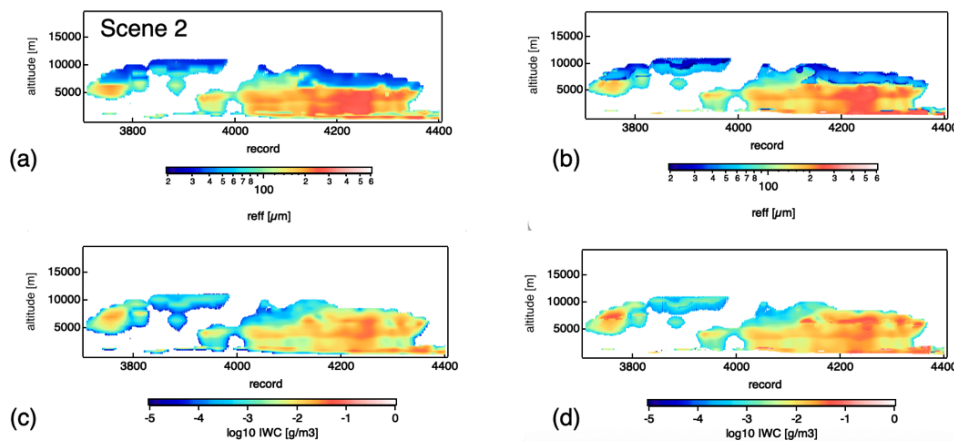 Scene 2
15000
10000
5000
altitude [m]
3800 4000 4200 4400
record
(a)
2 3 4 5 6 7 8 2 3 4 5 6
100
reff [µm]
15000
10000
5000
altitude [m]
3800 4000 4200 4400
record
(b)
2 3 4 5 6 7 8 2 3 4 5 6
100
reff [µm]
15000
10000
5000
altitude [m]
3800 4000 4200 4400
record
(c)
-5 -4 -3 -2 -1 0
log10 IWC [g/m3]
15000
10000
5000
altitude [m]
3800 4000 4200 4400
record
(d)
-5 -4 -3 -2 -1 0
log10 IWC [g/m3]